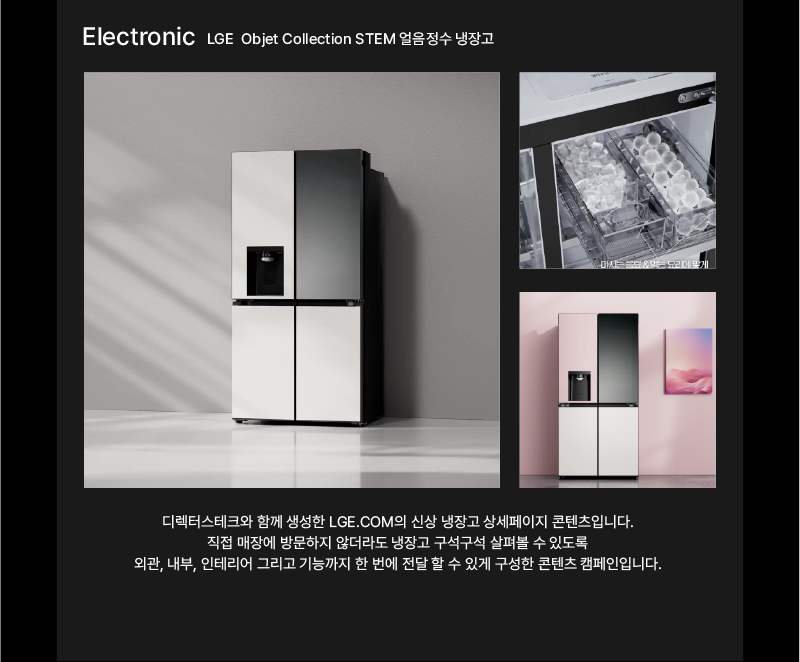 Electronic LGE Objet Collection STEM 얼음정수 냉장고
디렉터스테크와 함께 생성한 LGE.COM의 신상 냉장고 상세페이지 콘텐츠입니다.
직접 매장에 방문하지 않더라도 냉장고 구석구석 살펴볼 수 있도록
외관, 내부, 인테리어 그리고 기능까지 한 번에 전달 할 수 있게 구성한 콘텐츠 캠페인입니다.